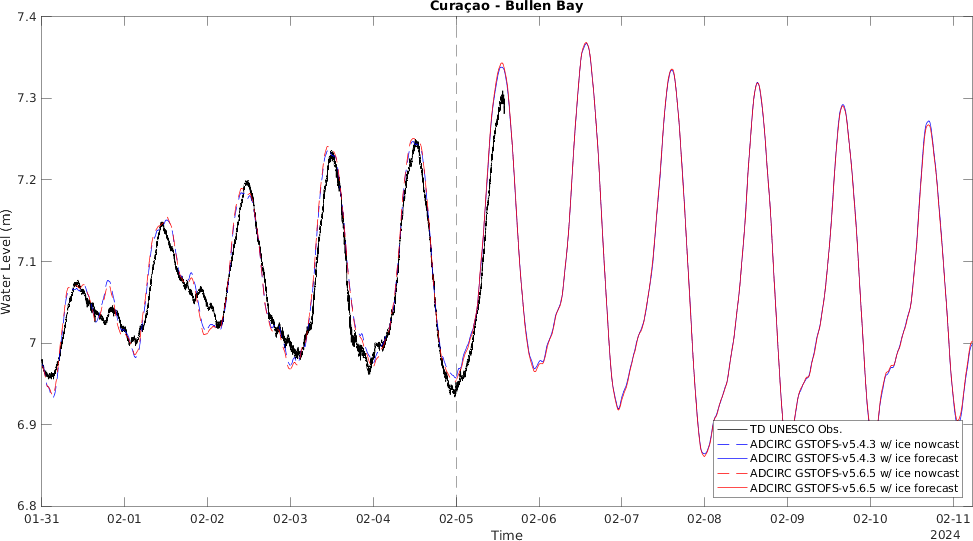 Curaçao - Bullen Bay
7.4
7.3
7.2
7.1
7
6.9
6.8
Water Level (m)
TD UNESCO Obs.
ADCIRC GSTOFS-v5.4.3 w/ ice nowcast
ADCIRC GSTOFS-v5.4.3 w/ ice forecast
ADCIRC GSTOFS-v5.6.5 w/ ice nowcast
ADCIRC GSTOFS-v5.6.5 w/ ice forecast
01-31 02-01 02-02 02-03 02-04 02-05 02-06 02-07 02-08 02-09 02-10 02-11
Time 2024